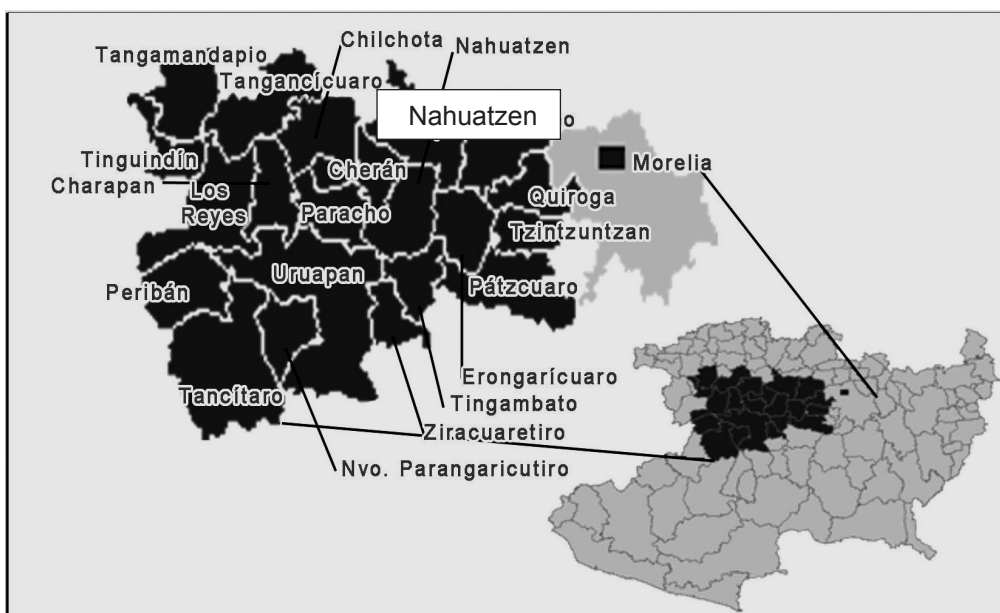 Chilchota
Nahuatzen
Tangamandapio
Tangancícuaro
Nahuatzen
Tinguindín
Cherán
Morelia
Charapan
Los
Reyes
Quiroga
Paracho
Tzintzuntzan
Uruapan
Peribán
Pátzcuaro
Erongarícuaro
Tancítaro
Tingambato
Ziracuaretiro
Nvo. Parangaricutiro